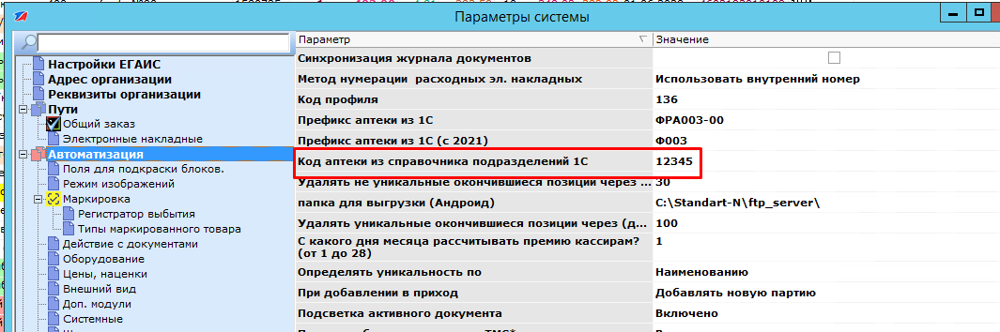 Параметры системы
Параметр Значение
Синхронизация журнала документов
Метод нумерации расходных эл. накладных Использовать внутренний номер
Код профиля 136
Префикс аптеки из 1С ФРА003-00
Префикс аптеки из 1С (с 2021) Ф003
Код аптеки из справочника подразделений 1С 12345
Удалять не уникальные окончившиеся позиции через ... 30
папка для выгрузки (Андроид) C:\Standart-N\ftp_server\
Удалять уникальные окончившиеся позиции через (д... 100
С какого дня месяца рассчитывать премию кассирам? 1
(от 1 до 28)
Определять уникальность по Наименованию
При добавлении в приход Добавлять новую партию
Подсветка активного документа Включено
Настройки ЕГАИС
Адрес организации
Реквизиты организации
Пути
Общий заказ
Электронные накладные
Автоматизация
Поля для подкраски блоков.
Режим изображений
Маркировка
Регистратор выбытия
Типы маркированного товара
Действие с документами
Оборудование
Цены, наценки
Внешний вид
Доп. модули
Системные